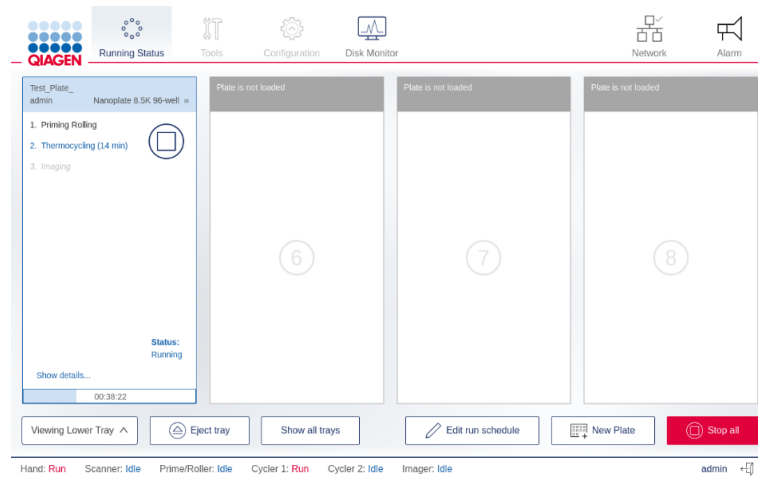 QIAGEN
Running Status
Tools
Configuration
Disk Monitor
Network
Alarm
Test_Plate_
admin Nanoplate 8.5K 96-well
1. Priming Rolling
2. Thermocycling (14 min)
3. Imaging
Status:
Running
Show details...
00:38:22
Plate is not loaded
6
Plate is not loaded
7
Plate is not loaded
8
Viewing Lower Tray
Eject tray
Show all trays
Edit run schedule
New Plate
Stop all
Hand: Run Scanner: Idle Prime/Roller: Idle Cycler 1: Run Cycler 2: Idle Imager: Idle admin